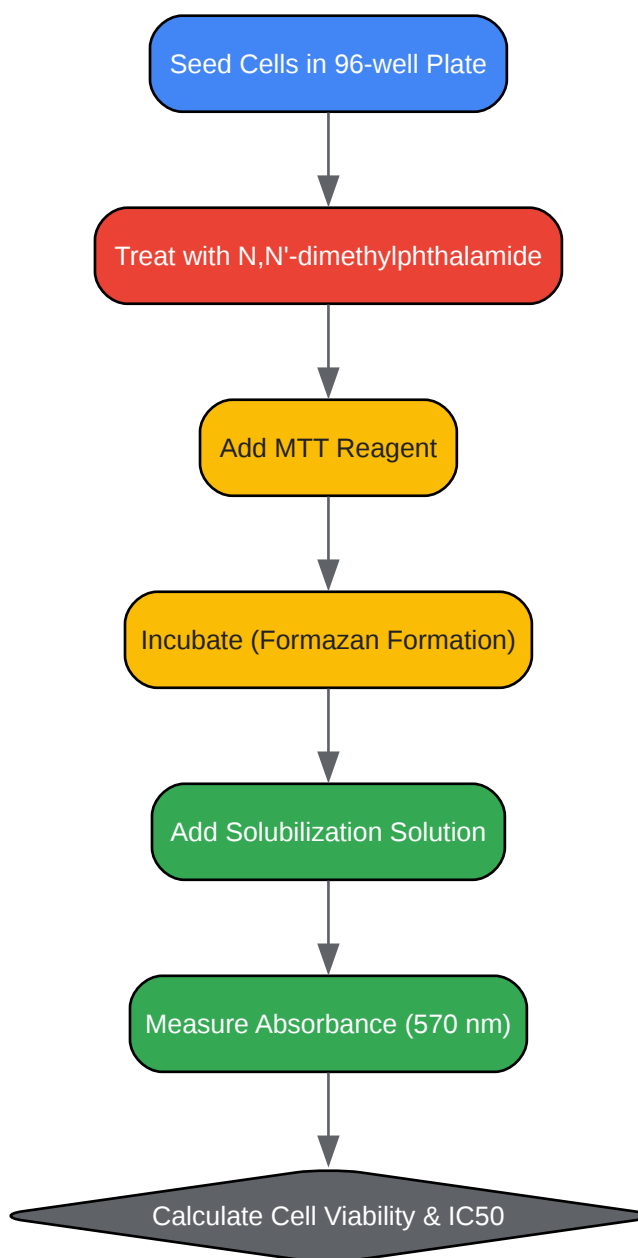 Seed Cells in 96-well Plate
Treat with N,N'-dimethylphthalamide
Add MTT Reagent
Incubate (Formazan Formation)
Add Solubilization Solution
Measure Absorbance (570 nm)
Calculate Cell Viability & IC50